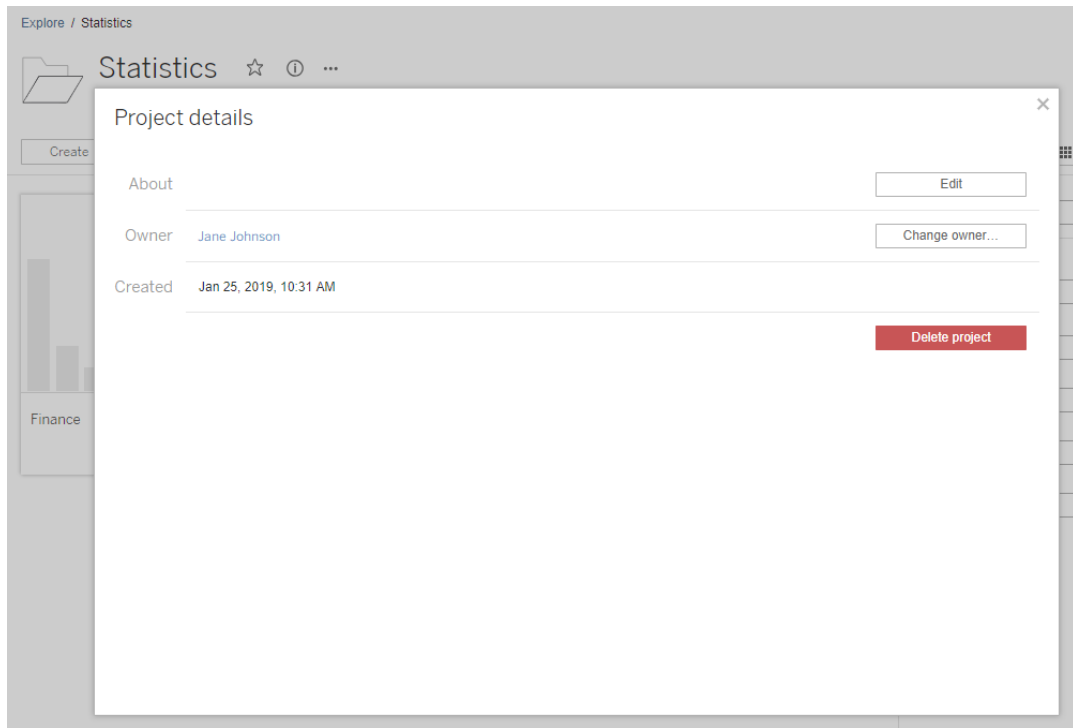 Explore / Statistics
Statistics
Project details
Create
About
Edit
Owner
Jane Johnson
Change owner...
Created
Jan 25, 2019, 10:31 AM
Delete project
Finance